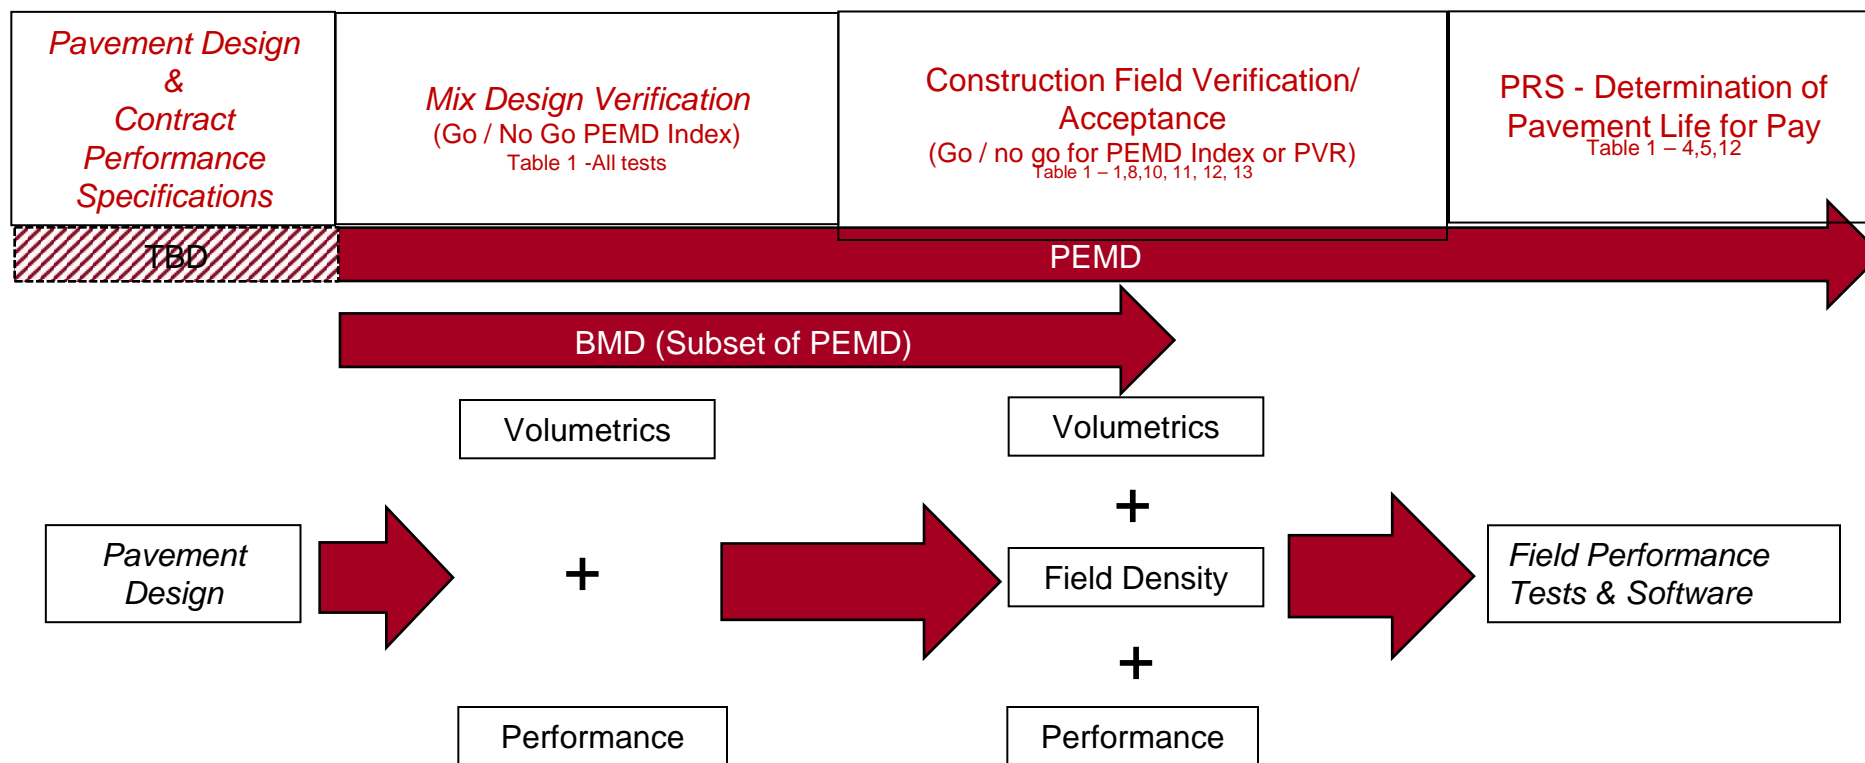 Pavement Design
&
Contract
Performance
Specifications
Mix Design Verification
(Go / No Go PEMD Index)
Table 1 -All tests
Construction Field Verification/
Acceptance
(Go / no go for PEMD Index or PVR)
Table 1 – 1,8,10, 11, 12, 13
PRS - Determination of
Pavement Life for Pay
Table 1 – 4,5,12
TBD
PEMD
BMD (Subset of PEMD)
Volumetrics
Volumetrics
+
Pavement
Design
+
Field Density
Field Performance
Tests & Software
+
Performance
Performance